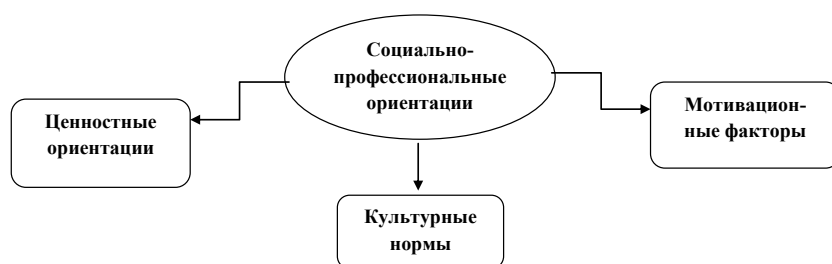 Социально-
профессиональные
ориентации
Ценностные
ориентации
Мотивацион-
ные факторы
Культурные
нормы